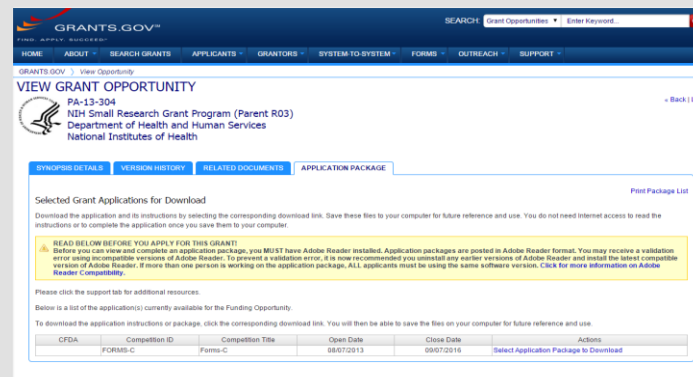 GRANTS.GOV℠
FIND. APPLY. SUCCEED.
SEARCH: Grant Opportunities Enter Keyword...
HOME ABOUT SEARCH GRANTS APPLICANTS GRANTORS SYSTEM-TO-SYSTEM FORMS OUTREACH SUPPORT
GRANTS.GOV 〉 View Opportunity
VIEW GRANT OPPORTUNITY
PA-13-304
« Back |
NIH Small Research Grant Program (Parent R03)
Department of Health and Human Services
National Institutes of Health
SYNOPSIS DETAILS VERSION HISTORY RELATED DOCUMENTS APPLICATION PACKAGE
Print Package List
Selected Grant Applications for Download
Download the application and its instructions by selecting the corresponding download link. Save these files to your computer for future reference and use. You do not need Internet access to read the
instructions or to complete the application once you save them to your computer.
READ BELOW BEFORE YOU APPLY FOR THIS GRANT!
Before you can view and complete an application package, you MUST have Adobe Reader installed. Application packages are posted in Adobe Reader format. You may receive a validation
error using incompatible versions of Adobe Reader. To prevent a validation error, it is now recommended you uninstall any earlier versions of Adobe Reader and install the latest compatible
version of Adobe Reader. If more than one person is working on the application package, ALL applicants must be using the same software version. Click for more information on Adobe
Reader Compatibility.
Please click the support tab for additional resources.
Below is a list of the application(s) currently available for the Funding Opportunity.
To download the application instructions or package, click the corresponding download link. You will then be able to save the files on your computer for future reference and use.
CFDA Competition ID Competition Title Open Date Close Date Actions
FORMS-C Forms-C 08/07/2013 09/07/2016 Select Application Package to Download